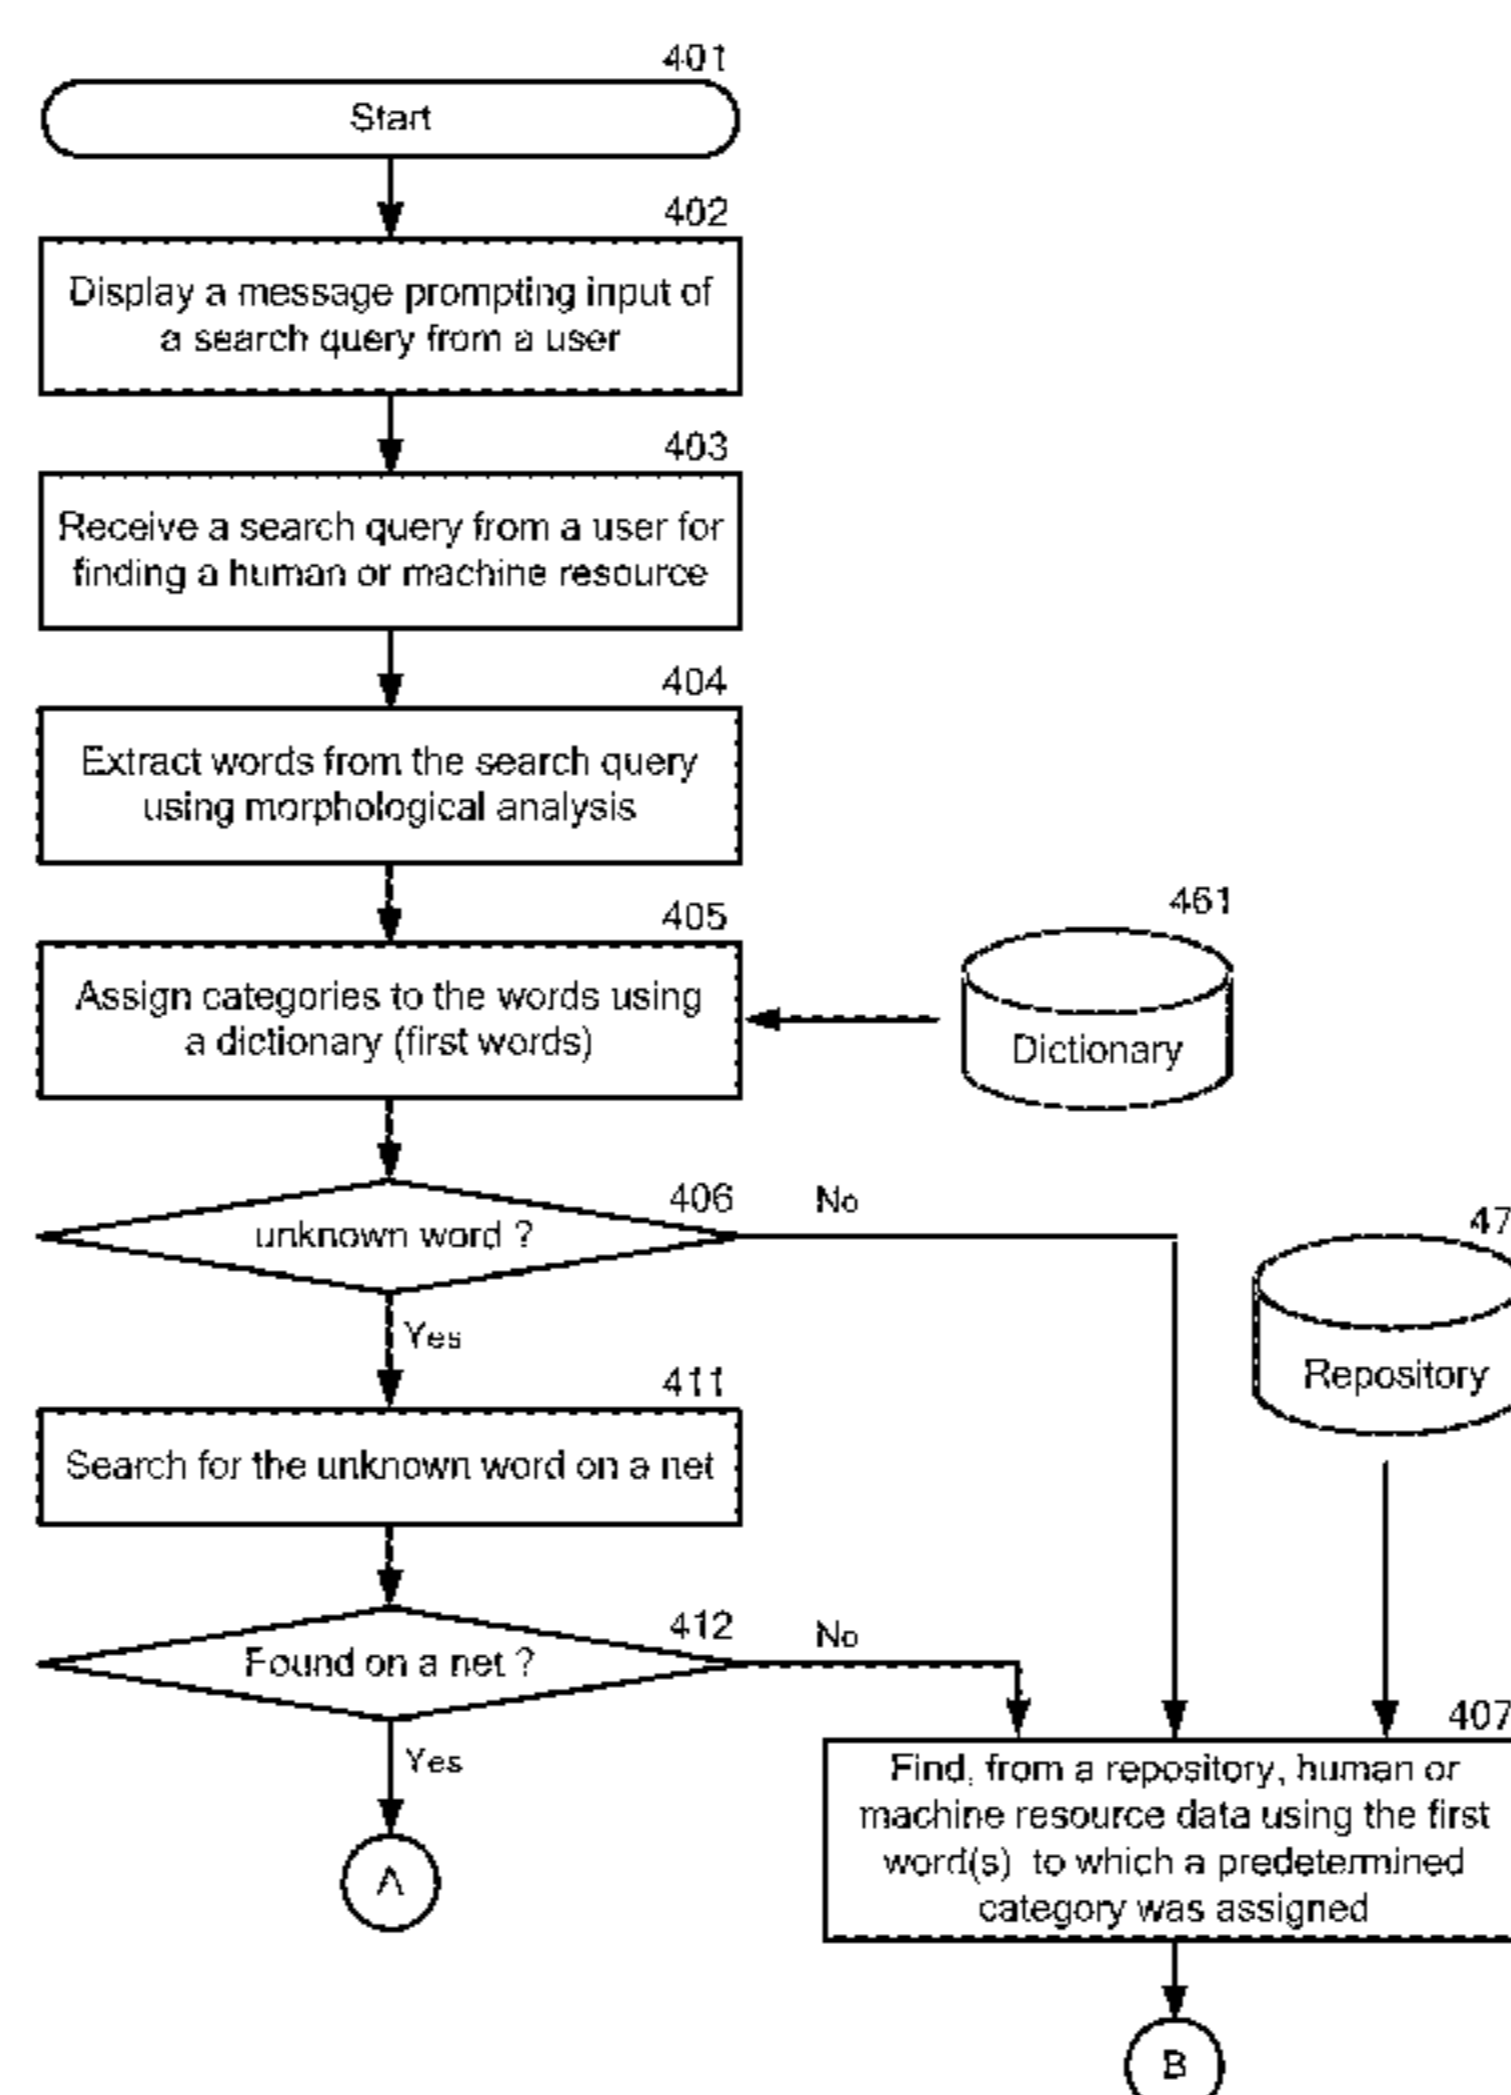 401
Start
402
Display a message prompting input of
a search query from a user
403
Receive a search query from a user for
finding a human or machine resource
404
Extract words from the search query
using morphological analysis
405
Assign categories to the words using
a dictionary (first words)
461
Dictionary
406
unknown word ?
No
Yes
47
Repository
411
Search for the unknown word on a net
412
Found on a net ?
No
Yes
A
407
Find, from a repository, human or
machine resource data using the first
word(s) to which a predetermined
category was assigned
B